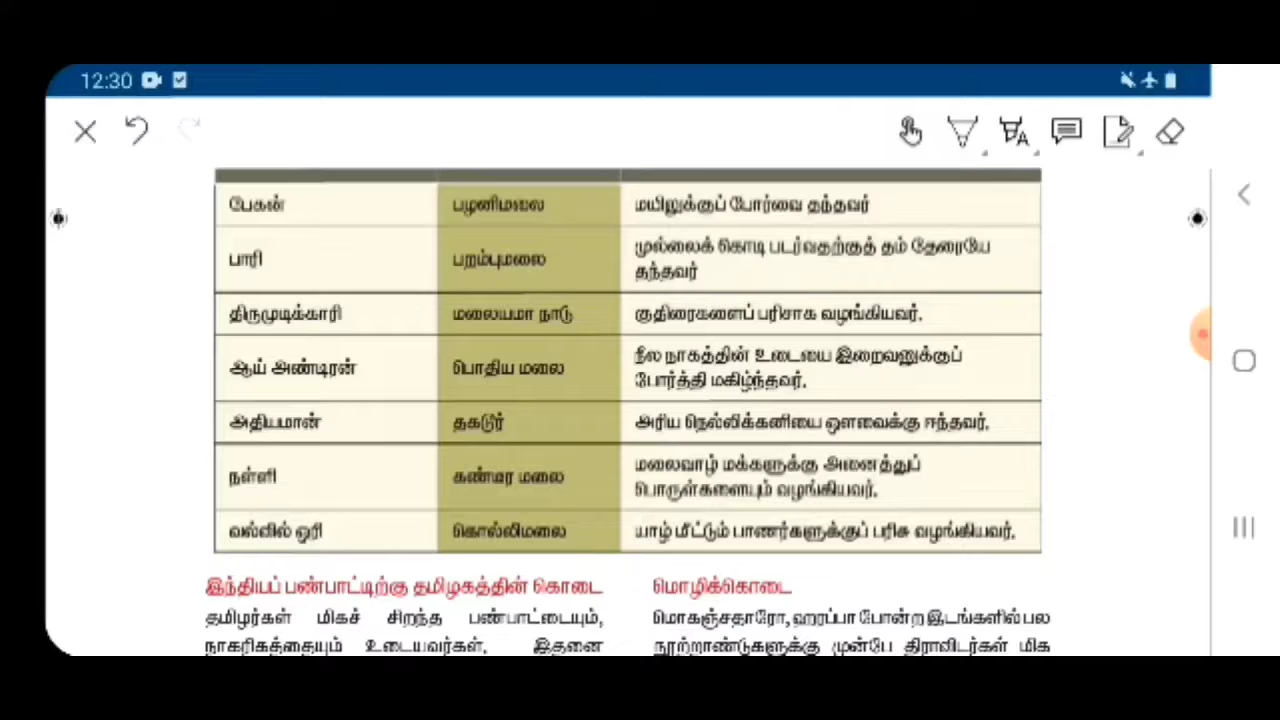 12:30
பேகன் பழனிமலை மயிலுக்குப் போர்வை தந்தவர்
பாரி பறம்புமலை முல்லைக் கொடி படர்வதற்குத் தம் தேரையே
தந்தவர்
திருமுடிக்காரி மலையமா நாடு குதிரைகளைப் பரிசாக வழங்கியவர்.
ஆய் அண்டிரன் பொதிய மலை நீல நாகத்தின் உடையை இறைவனுக்குப்
போர்த்தி மகிழ்ந்தவர்.
அதியமான் தகடூர் அரிய நெல்லிக்கனியை ஔவைக்கு ஈந்தவர்.
நள்ளி கண்டீர மலை மலைவாழ் மக்களுக்கு அனைத்துப்
பொருள்களையும் வழங்கியவர்.
வல்வில் ஓரி கொல்லிமலை யாழ் மீட்டும் பாணர்களுக்குப் பரிசு வழங்கியவர்.
இந்தியப் பண்பாட்டிற்கு தமிழகத்தின் கொடை
தமிழர்கள் மிகச் சிறந்த பண்பாட்டையும்,
நாகரிகத்தையும் உடையவர்கள். இதனை
மொழிக்கொடை
மொகஞ்சதாரோ, ஹரப்பா போன்ற இடங்களில் பல
நூற்றாண்டுகளுக்கு முன்பே திராவிடர்கள் மிக